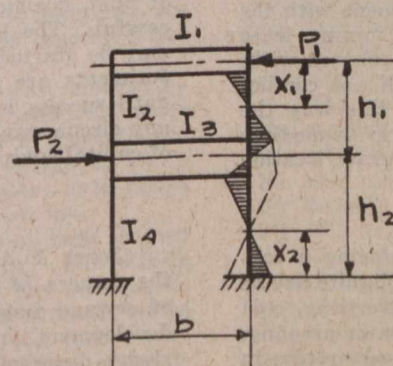 I₁
P₁
X₁
I₂
I₃
h₁
P₂
I₄
h₂
X₂
b